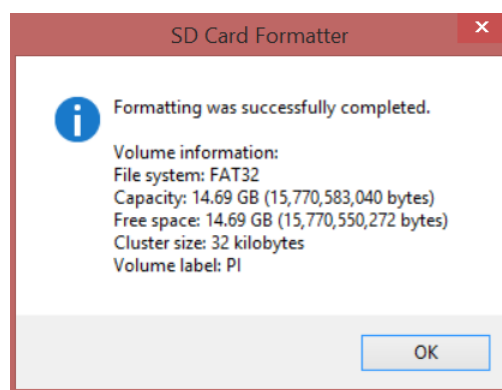 SD Card Formatter
Formatting was successfully completed.
Volume information:
File system: FAT32
Capacity: 14.69 GB (15,770,583,040 bytes)
Free space: 14.69 GB (15,770,550,272 bytes)
Cluster size: 32 kilobytes
Volume label: PI
OK